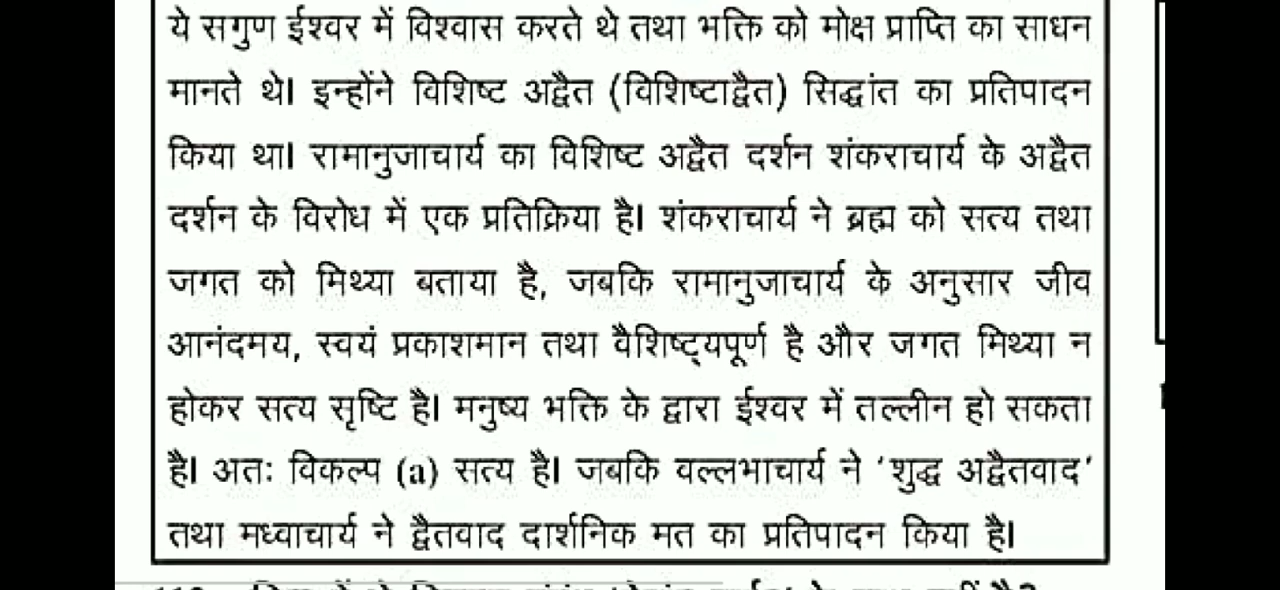 ये सगुण ईश्वर में विश्वास करते थे तथा भक्ति को मोक्ष प्राप्ति का साधन
मानते थे। इन्होंने विशिष्ट अद्वैत (विशिष्टाद्वैत) सिद्धांत का प्रतिपादन
किया था। रामानुजाचार्य का विशिष्ट अद्वैत दर्शन शंकराचार्य के अद्वैत
दर्शन के विरोध में एक प्रतिक्रिया है। शंकराचार्य ने ब्रह्म को सत्य तथा
जगत को मिथ्या बताया है, जबकि रामानुजाचार्य के अनुसार जीव
आनंदमय, स्वयं प्रकाशमान तथा वैशिष्ट्यपूर्ण है और जगत मिथ्या न
होकर सत्य सृष्टि है। मनुष्य भक्ति के द्वारा ईश्वर में तल्लीन हो सकता
है। अतः विकल्प (a) सत्य है। जबकि वल्लभाचार्य ने ‘शुद्ध अद्वैतवाद’
तथा मध्वाचार्य ने द्वैतवाद दार्शनिक मत का प्रतिपादन किया है।